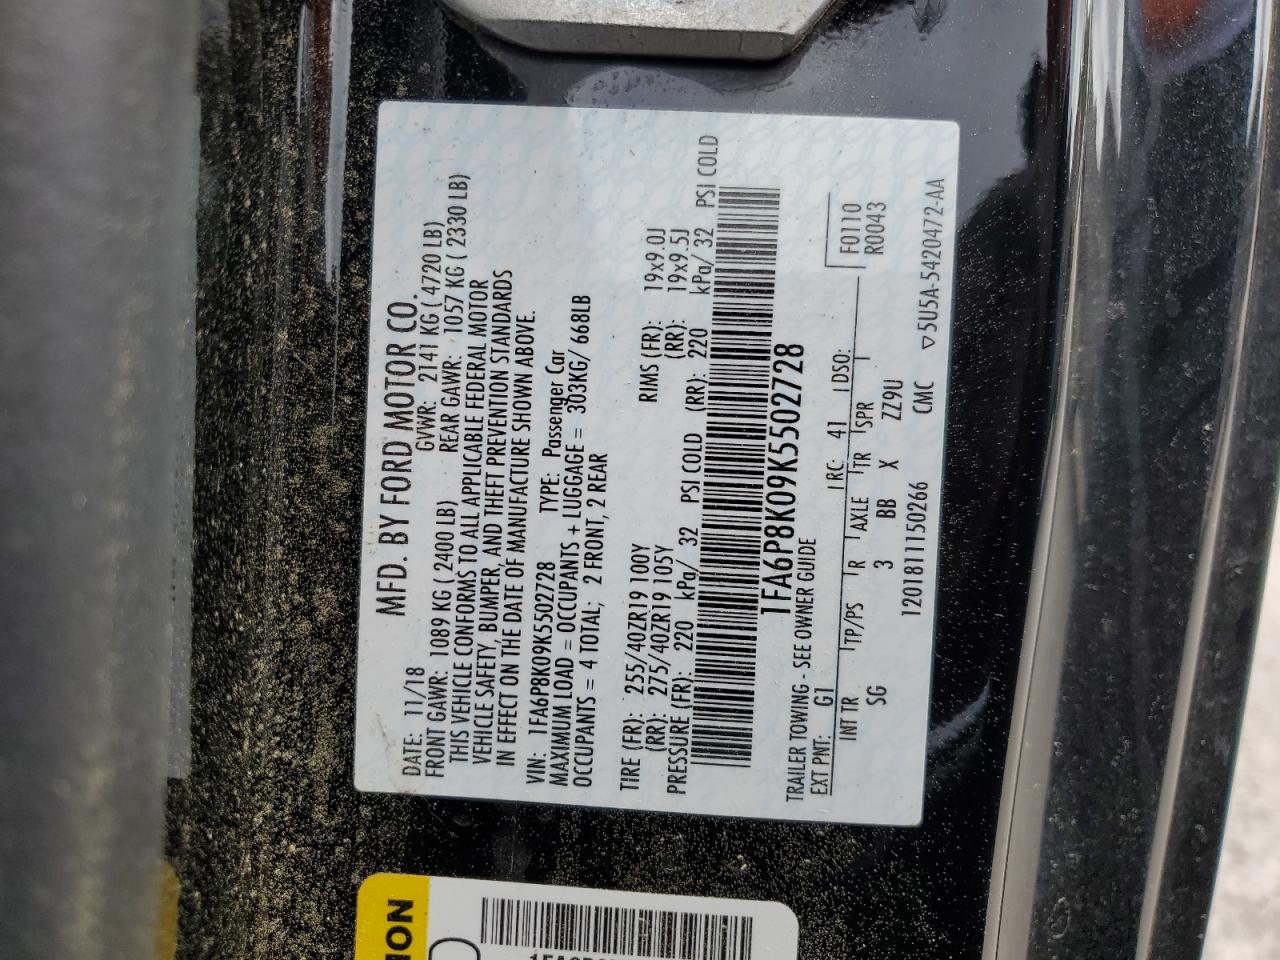 MFD. BY FORD MOTOR CO.
DATE: 11/18 GVWR: 2141 KG ( 4720 LB)
FRONT GAWR: 1089 KG ( 2400 LB) REAR GAWR: 1057 KG ( 2330 LB)
THIS VEHICLE CONFORMS TO ALL APPLICABLE FEDERAL MOTOR
VEHICLE SAFETY, BUMPER, AND THEFT PREVENTION STANDARDS
IN EFFECT ON THE DATE OF MANUFACTURE SHOWN ABOVE.
VIN: 1FA6P8K09K5502728 TYPE: Passenger Car
MAXIMUM LOAD = OCCUPANTS + LUGGAGE = 303KG/ 668LB
OCCUPANTS = 4 TOTAL; 2 FRONT, 2 REAR
TIRE (FR): 255/40ZR19 100Y RIMS (FR): 19x9.0J
(RR): 275/40ZR19 105Y (RR): 19x9.5J
PRESSURE (FR): 220 kPa/ 32 PSI COLD (RR): 220 kPa/ 32 PSI COLD
1FA6P8K09K5502728
TRAILER TOWING - SEE OWNER GUIDE
EXT PNT: G1 RC: 41 DSO: F0110
INT TR TP/PS R AXLE TR SPR R0043
SG 3 BB X ZZ9U
120181115026​6 CMC ▽5U5A-5420472-AA